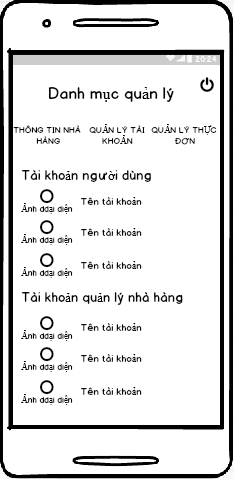 20:24
Danh mục quản lý
THÔNG TIN NHÀ HÀNG
QUẢN LÝ TÀI KHOẢN
QUẢN LÝ THỰC ĐƠN
Tài khoản người dùng
Ảnh đại diện
Tên tài khoản
Ảnh đại diện
Tên tài khoản
Ảnh đại diện
Tên tài khoản
Tài khoản quản lý nhà hàng
Ảnh đại diện
Tên tài khoản
Ảnh đại diện
Tên tài khoản
Ảnh đại diện
Tên tài khoản